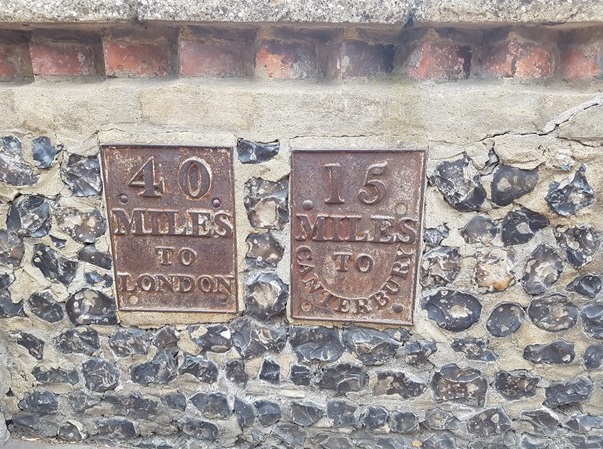 40
MILES
TO
LONDON
15
MILES
TO
CANTERBURY